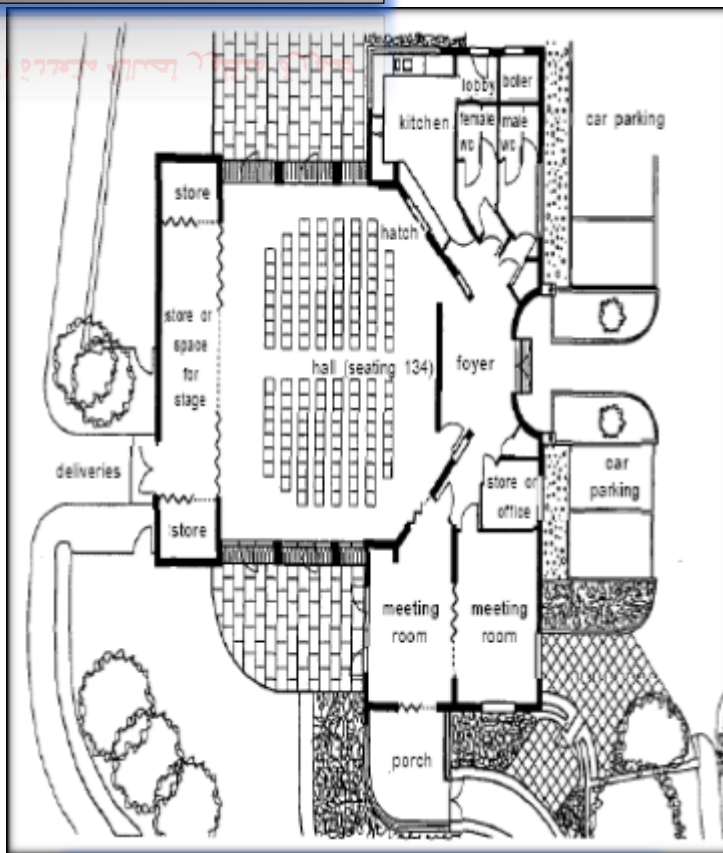 lobby
boiler
kitchen
female
wc
male
wc
car parking
store
hatch
store or
space
for
stage
hall (seating 134)
foyer
deliveries
car
parking
store or
office
store
meeting
room
meeting
room
porch